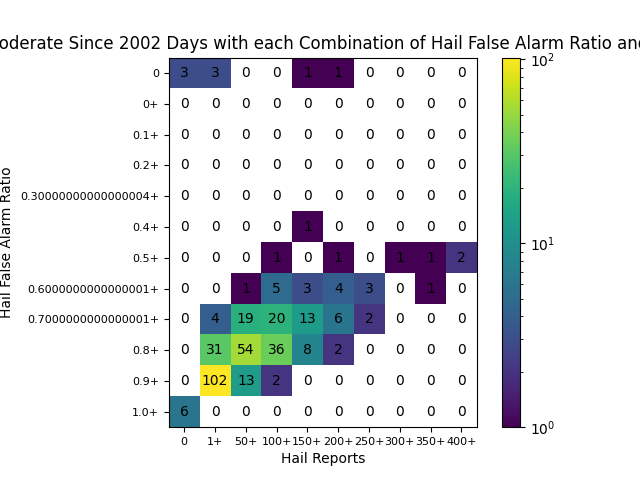 oderate Since 2002 Days with each Combination of Hail False Alarm Ratio and
Hail False Alarm Ratio
0 3 3 0 0 1 1 0 0 0 0
0+ 0 0 0 0 0 0 0 0 0 0
0.1+ 0 0 0 0 0 0 0 0 0 0
0.2+ 0 0 0 0 0 0 0 0 0 0
0.30000000000000004+ 0 0 0 0 0 0 0 0 0 0
0.4+ 0 0 0 0 1 0 0 0 0 0
0.5+ 0 0 0 1 0 1 0 1 1 2
0.6000000000000001+ 0 0 1 5 3 4 3 0 1 0
0.7000000000000001+ 0 4 19 20 13 6 2 0 0 0
0.8+ 0 31 54 36 8 2 0 0 0 0
0.9+ 0 102 13 2 0 0 0 0 0 0
1.0+ 6 0 0 0 0 0 0 0 0 0
0 1+ 50+ 100+ 150+ 200+ 250+ 300+ 350+ 400+
Hail Reports
10²
10¹
10⁰